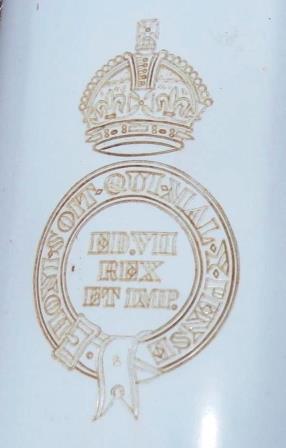 HONI·SOIT·QUI·MAL·Y·PENSE
ED.VII
REX
ET IMP.